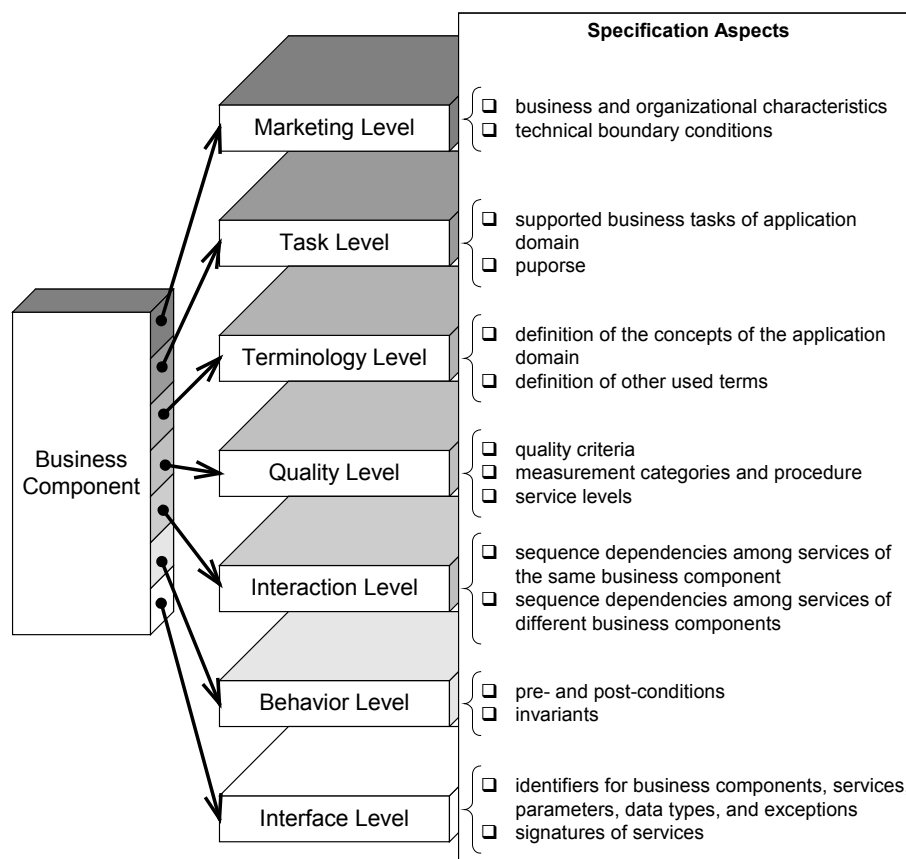 Specification Aspects
Marketing Level
❑ business and organizational characteristics
❑ technical boundary conditions
Task Level
❑ supported business tasks of application
domain
❑ puporse
Terminology Level
❑ definition of the concepts of the application
domain
❑ definition of other used terms
Business
Component
Quality Level
❑ quality criteria
❑ measurement categories and procedure
❑ service levels
Interaction Level
❑ sequence dependencies among services of
the same business component
❑ sequence dependencies among services of
different business components
Behavior Level
❑ pre- and post-conditions
❑ invariants
Interface Level
❑ identifiers for business components, services
parameters, data types, and exceptions
❑ signatures of services